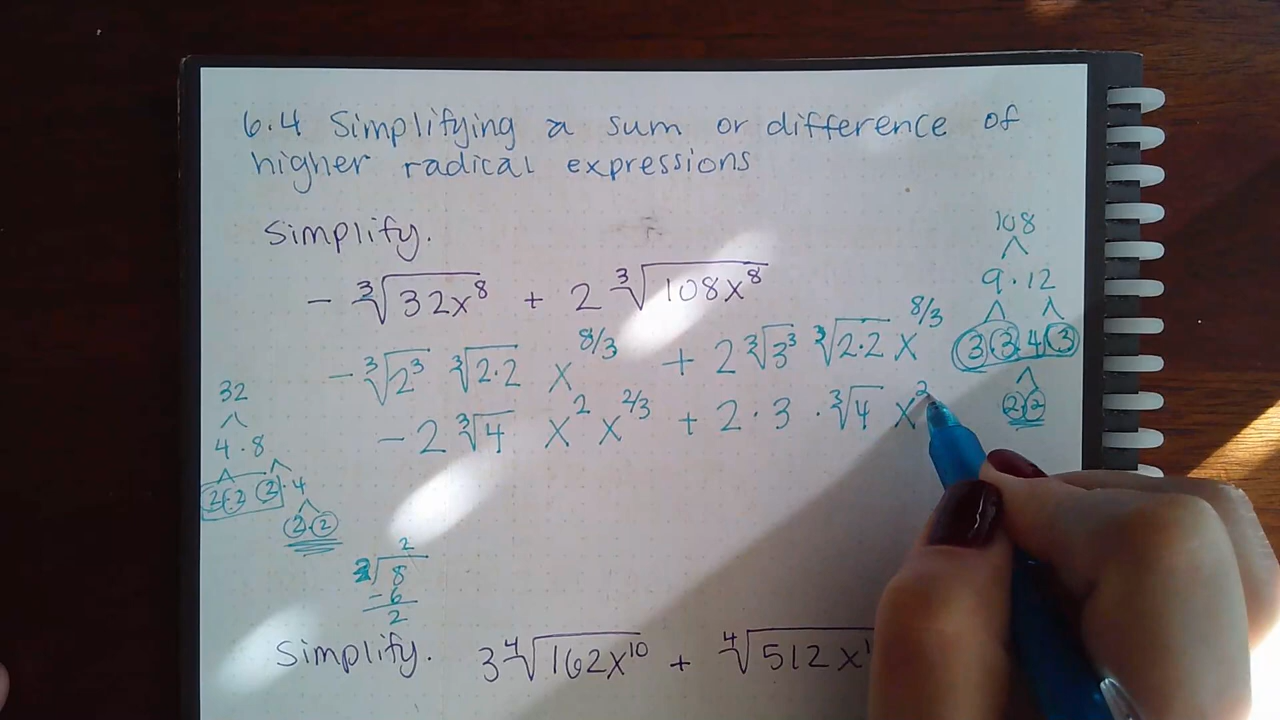 6.4 Simplifying a sum or difference of
higher radical expressions
Simplify.
- ∛32x⁸ + 2 ∛108x⁸
- ∛2³ ∛2·2 x^8/3 + 2 ∛3³ ∛2·2 x^8/3
- 2 ∛4 x² x^2/3 + 2 · 3 · ∛4 x²
108
9 · 12
3 · 3 · 4 · 3
2 · 2
32
4 · 8
2 · 2 2 · 4
2 · 2
2
3 8
- 6
2
Simplify. 3 ∜162x¹⁰ + ∜512x